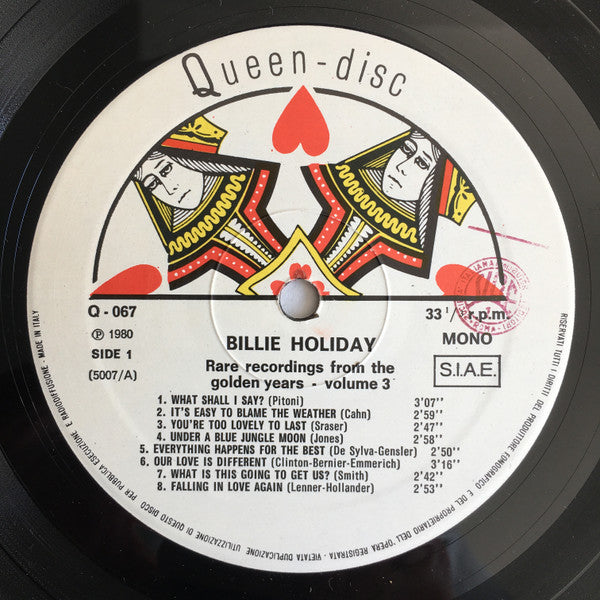 Queen-disc
Q - 067
Ⓟ 1980
SIDE 1
(5007/A)
33 1/ r.p.m.
MONO
S.I.A.E.
BILLIE HOLIDAY
Rare recordings from the
golden years - volume 3
1. WHAT SHALL I SAY? (Pitoni) 3'07''
2. IT'S EASY TO BLAME THE WEATHER (Cahn) 2'59''
3. YOU'RE TOO LOVELY TO LAST (Sraser) 2'47''
4. UNDER A BLUE JUNGLE MOON (Jones) 2'58''
5. EVERYTHING HAPPENS FOR THE BEST (De Sylva-Gensler) 2'50''
6. OUR LOVE IS DIFFERENT (Clinton-Bernier-Emmerich) 3'16''
7. WHAT IS THIS GOING TO GET US? (Smith) 2'42''
8. FALLING IN LOVE AGAIN (Lenner-Hollander) 2'53''
RISERVATI TUTTI I DIRITTI DEL PRODUTTORE FONOGRAFICO E DEL PROPRIETARIO DELL'OPERA REGISTRATA - VIETATA DUPLICAZIONE UTILIZZAZIONE DI QUESTO DISCO PER PUBBLICA ESECUZIONE E RADIODIFFUSIONE - MADE IN ITALY